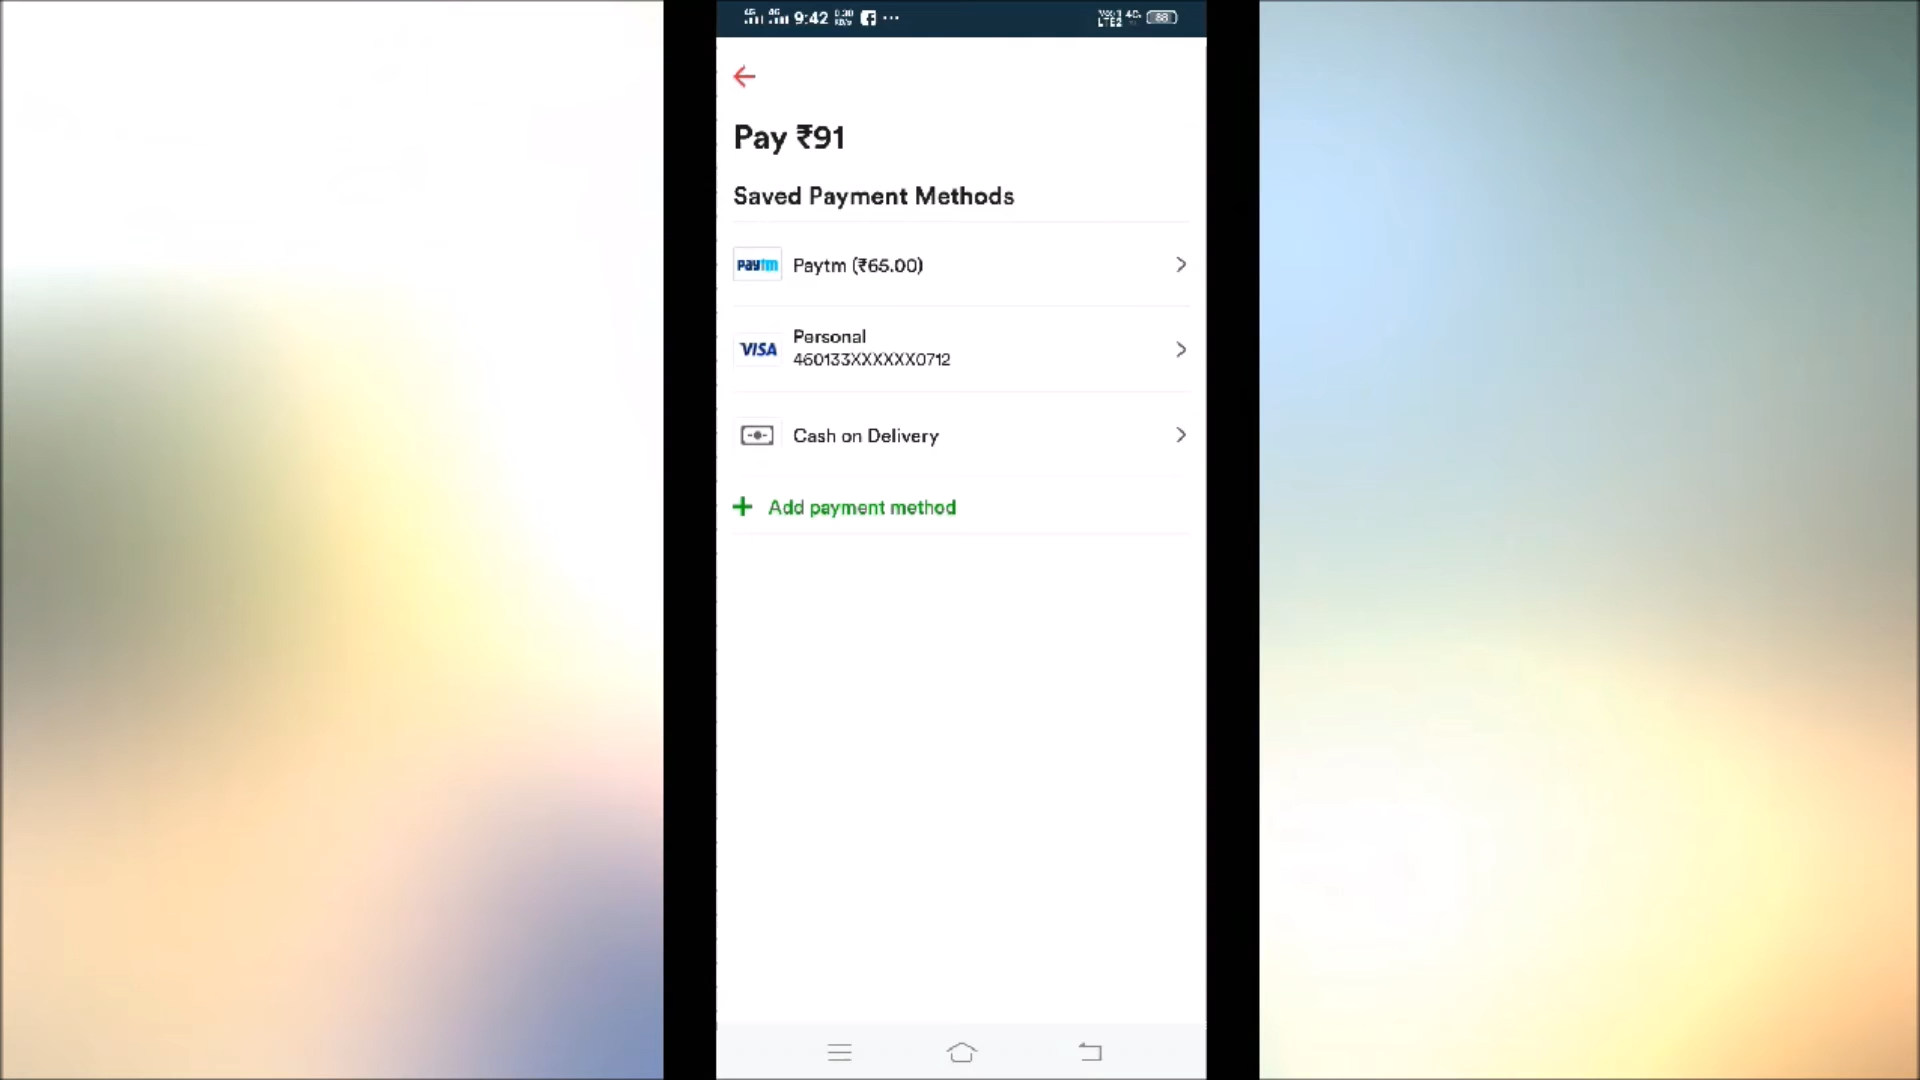 9:42
Pay ₹91
Saved Payment Methods
paytm Paytm (₹65.00)
Personal
VISA
460133XXXXXX0712
Cash on Delivery
+ Add payment method